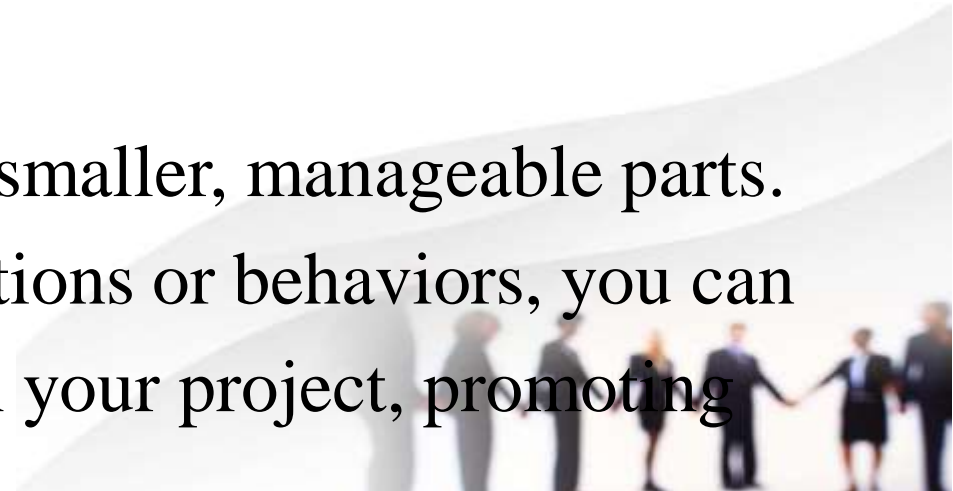 smaller, manageable parts.
tions or behaviors, you can
your project, promoting